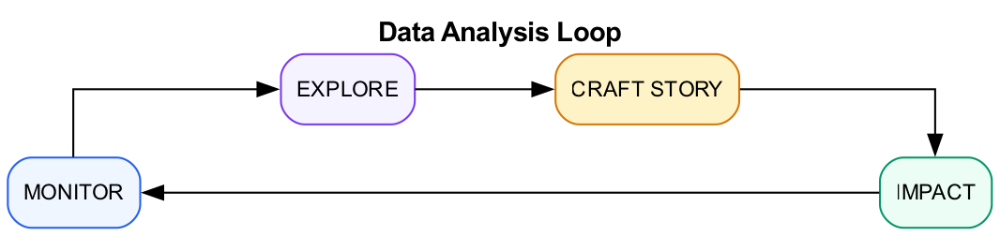 Data Analysis Loop
EXPLORE
CRAFT STORY
MONITOR
IMPACT